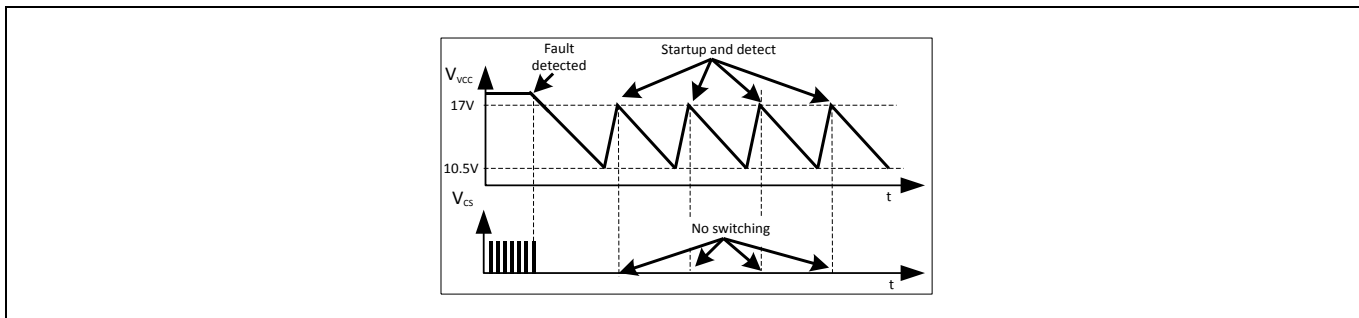 Fault
detected
Startup and detect
V_VCC
17V
10.5V
t
V_CS
No switching
t